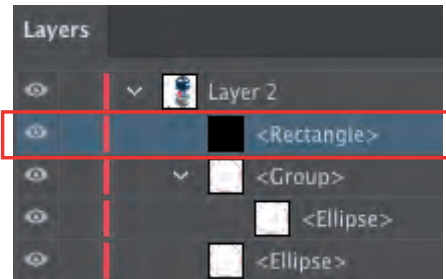 Layers
Layer 2
<Rectangle>
<Group>
<Ellipse>
<Ellipse>